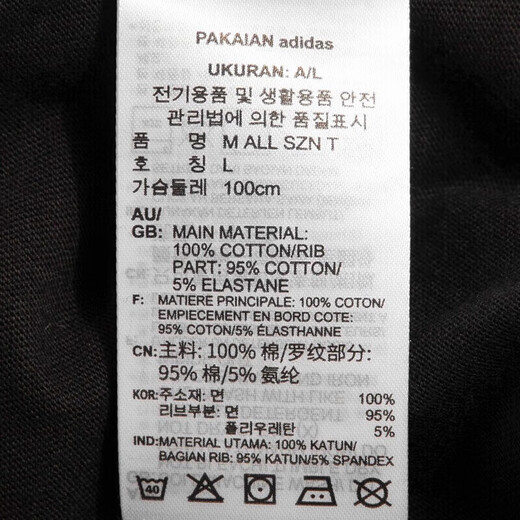 PAKAIAN adidas
UKURAN: A/L
전기용품 및 생활용품 안전
관리법에 의한 품질표시
품 명 M ALL SZN T
호 칭 L
가슴둘레 100cm
AU/
GB: MAIN MATERIAL:
100% COTTON/RIB
PART: 95% COTTON/
5% ELASTANE
F: MATIERE PRINCIPALE: 100% COTON/
EMPIECEMENT EN BORD COTE:
95% COTON/5% ÉLASTHANNE
CN: 主料: 100% 棉/罗纹部分:
95% 棉/5% 氨纶
KOR: 주소재: 면 100%
리브부분: 면 95%
폴리우레탄 5%
IND: MATERIAL UTAMA: 100% KATUN/
BAGIAN RIB: 95% KATUN/5% SPANDEX
40